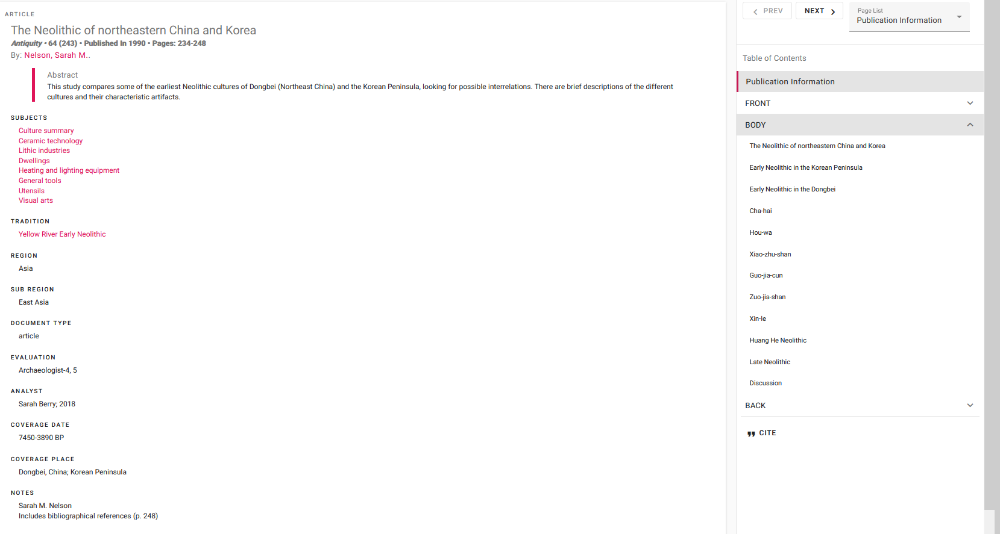 ARTICLE
The Neolithic of northeastern China and Korea
Antiquity • 64 (243) • Published In 1990 • Pages: 234-248
By: Nelson, Sarah M..
Abstract
This study compares some of the earliest Neolithic cultures of Dongbei (Northeast China) and the Korean Peninsula, looking for possible interrelations. There are brief descriptions of the different
cultures and their characteristic artifacts.
SUBJECTS
Culture summary
Ceramic technology
Lithic industries
Dwellings
Heating and lighting equipment
General tools
Utensils
Visual arts
TRADITION
Yellow River Early Neolithic
REGION
Asia
SUB REGION
East Asia
DOCUMENT TYPE
article
EVALUATION
Archaeologist-4, 5
ANALYST
Sarah Berry; 2018
COVERAGE DATE
7450-3890 BP
COVERAGE PLACE
Dongbei, China; Korean Peninsula
NOTES
Sarah M. Nelson
Includes bibliographical references (p. 248)
PREV
NEXT
Page List
Publication Information
Table of Contents
Publication Information
FRONT
BODY
The Neolithic of northeastern China and Korea
Early Neolithic in the Korean Peninsula
Early Neolithic in the Dongbei
Cha-hai
Hou-wa
Xiao-zhu-shan
Guo-jia-cun
Zuo-jia-shan
Xin-le
Huang He Neolithic
Late Neolithic
Discussion
BACK
CITE